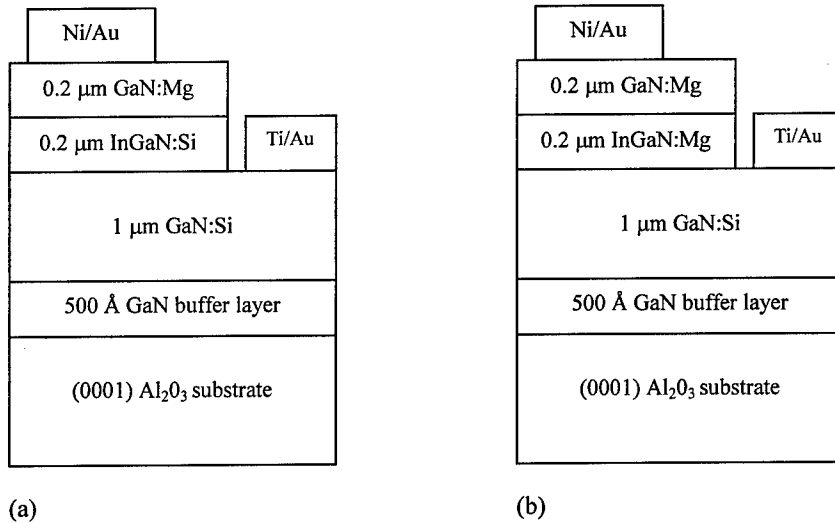 Ni/Au
0.2 μm GaN:Mg
0.2 μm InGaN:Si
Ti/Au
1 μm GaN:Si
500 Å GaN buffer layer
(0001) Al₂0₃ substrate
(a)
Ni/Au
0.2 μm GaN:Mg
0.2 μm InGaN:Mg
Ti/Au
1 μm GaN:Si
500 Å GaN buffer layer
(0001) Al₂0₃ substrate
(b)